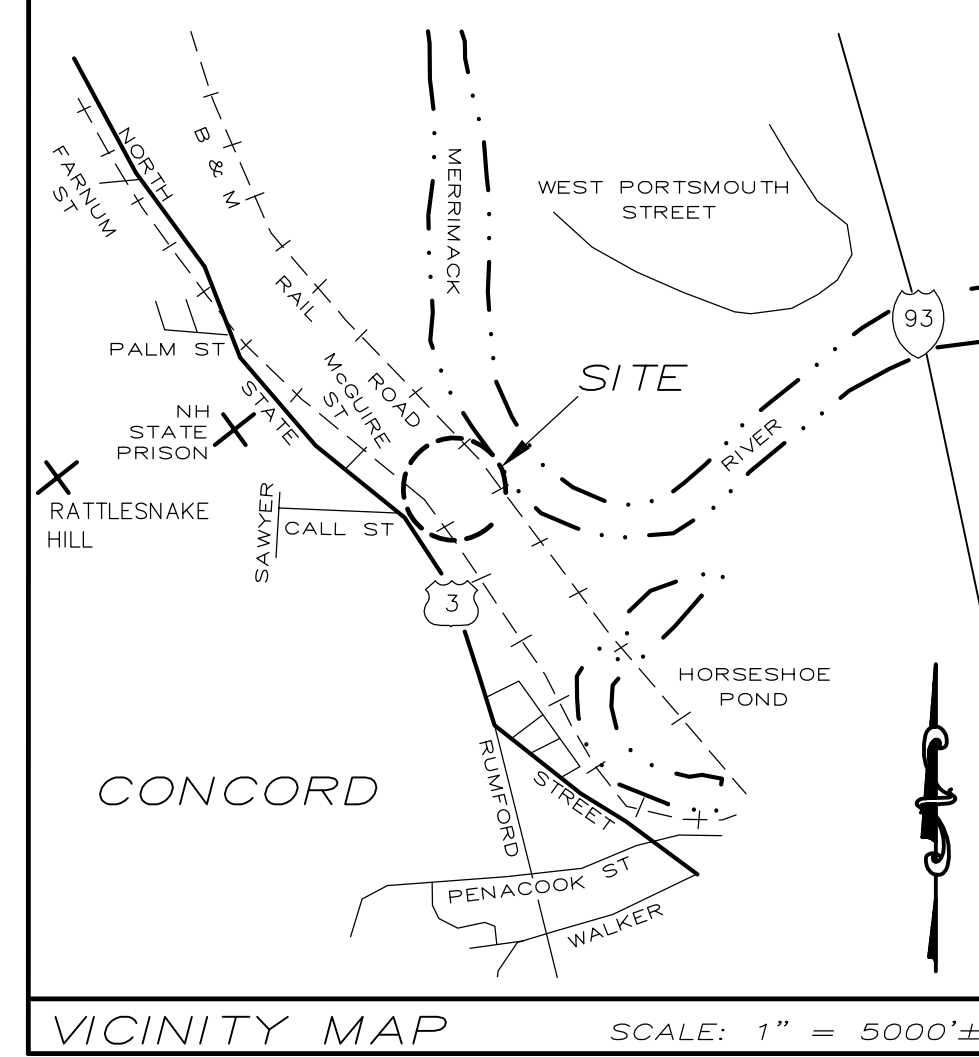 NORTH
FARNUM
ST
B & M
RAIL
ROAD
MERRIMACK
WEST PORTSMOUTH
STREET
93
PALM ST
McGUIRE
ST
SITE
STATE
NH
STATE
PRISON
RIVER
RATTLESNAKE
HILL
SAWYER
CALL ST
3
HORSESHOE
POND
CONCORD
RUMFORD
STREET
PENACOOK ST
WALKER
VICINITY MAP
SCALE: 1" = 5000'±